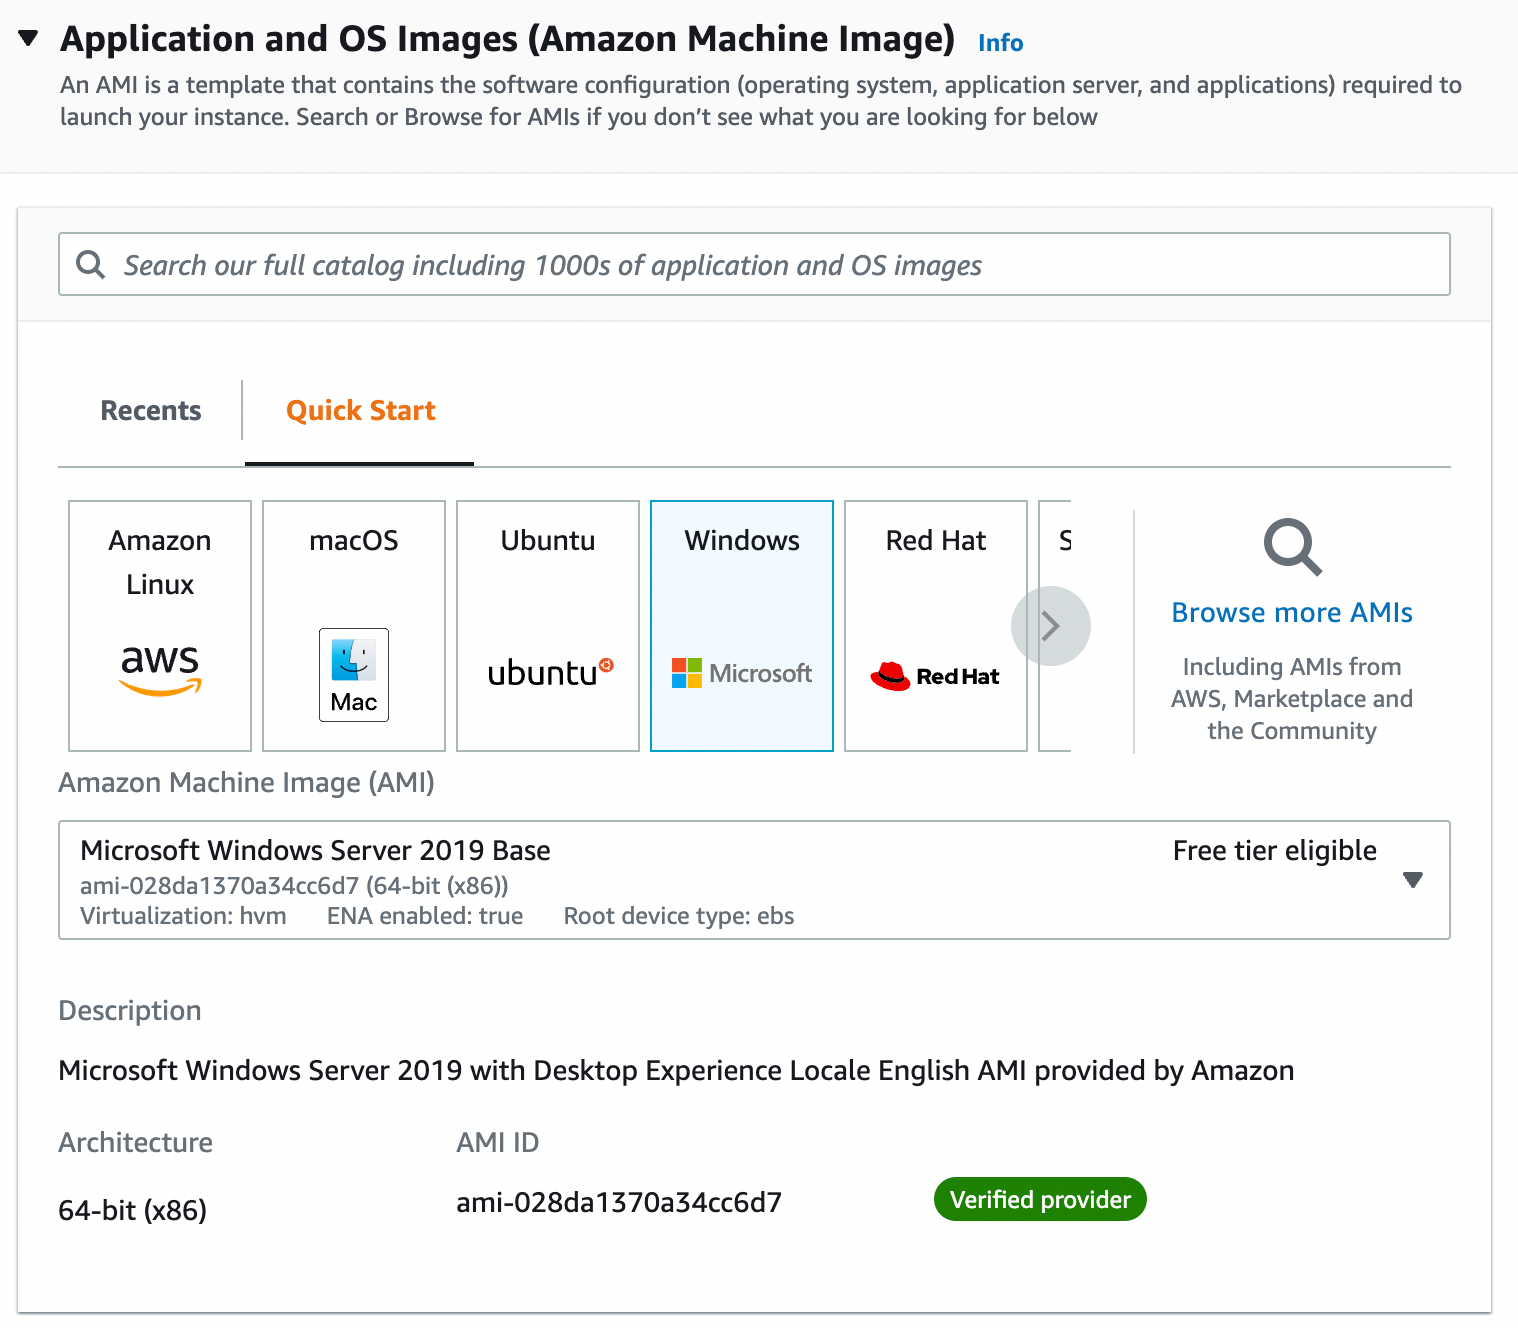 Application and OS Images (Amazon Machine Image) Info
An AMI is a template that contains the software configuration (operating system, application server, and applications) required to
launch your instance. Search or Browse for AMIs if you don’t see what you are looking for below
Search our full catalog including 1000s of application and OS images
Recents
Quick Start
Amazon
Linux
aws
macOS
Mac
Ubuntu
ubuntu
Windows
Microsoft
Red Hat
Red Hat
S
Browse more AMIs
Including AMIs from
AWS, Marketplace and
the Community
Amazon Machine Image (AMI)
Microsoft Windows Server 2019 Base
Free tier eligible
ami-028da1370a34cc6d7 (64-bit (x86))
Virtualization: hvm ENA enabled: true Root device type: ebs
Description
Microsoft Windows Server 2019 with Desktop Experience Locale English AMI provided by Amazon
Architecture
AMI ID
64-bit (x86)
ami-028da1370a34cc6d7
Verified provider